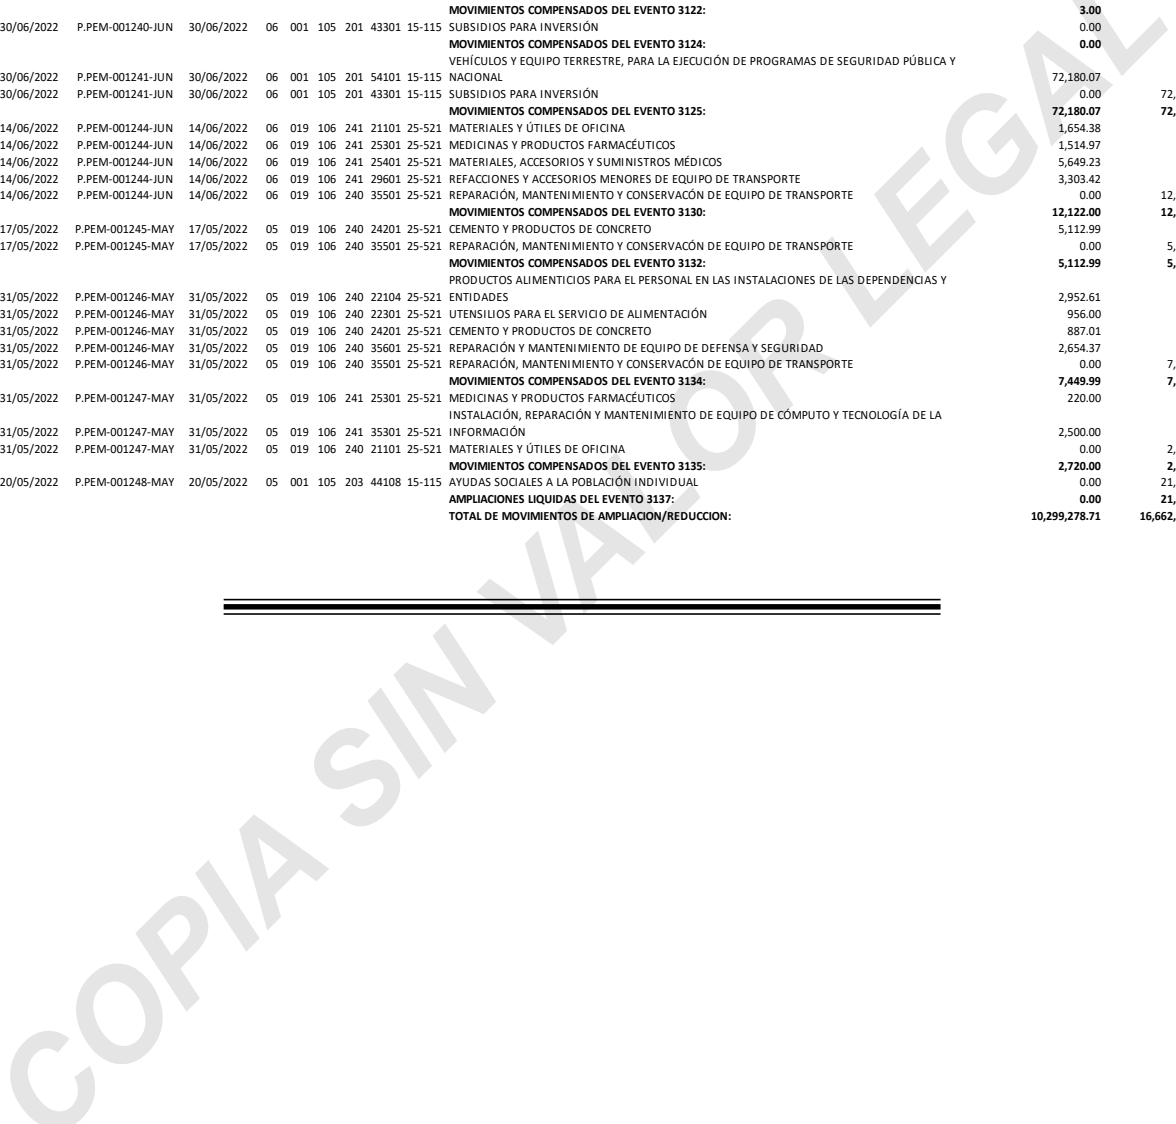 MOVIMIENTOS COMPENSADOS DEL EVENTO 3122: 3.00
30/06/2022 P.PEM-001240-JUN 30/06/2022 06 001 105 201 43301 15-115 SUBSIDIOS PARA INVERSIÓN 0.00
MOVIMIENTOS COMPENSADOS DEL EVENTO 3124: 0.00
VEHÍCULOS Y EQUIPO TERRESTRE, PARA LA EJECUCIÓN DE PROGRAMAS DE SEGURIDAD PÚBLICA Y
30/06/2022 P.PEM-001241-JUN 30/06/2022 06 001 105 201 54101 15-115 NACIONAL 72,180.07
30/06/2022 P.PEM-001241-JUN 30/06/2022 06 001 105 201 43301 15-115 SUBSIDIOS PARA INVERSIÓN 0.00 72,
MOVIMIENTOS COMPENSADOS DEL EVENTO 3125: 72,180.07 72,
14/06/2022 P.PEM-001244-JUN 14/06/2022 06 019 106 241 21101 25-521 MATERIALES Y ÚTILES DE OFICINA 1,654.38
14/06/2022 P.PEM-001244-JUN 14/06/2022 06 019 106 241 25301 25-521 MEDICINAS Y PRODUCTOS FARMACÉUTICOS 1,514.97
14/06/2022 P.PEM-001244-JUN 14/06/2022 06 019 106 241 25401 25-521 MATERIALES, ACCESORIOS Y SUMINISTROS MÉDICOS 5,649.23
14/06/2022 P.PEM-001244-JUN 14/06/2022 06 019 106 241 29601 25-521 REFACCIONES Y ACCESORIOS MENORES DE EQUIPO DE TRANSPORTE 3,303.42
14/06/2022 P.PEM-001244-JUN 14/06/2022 06 019 106 240 35501 25-521 REPARACIÓN, MANTENIMIENTO Y CONSERVACÓN DE EQUIPO DE TRANSPORTE 0.00 12,
MOVIMIENTOS COMPENSADOS DEL EVENTO 3130: 12,122.00 12,
17/05/2022 P.PEM-001245-MAY 17/05/2022 05 019 106 240 24201 25-521 CEMENTO Y PRODUCTOS DE CONCRETO 5,112.99
17/05/2022 P.PEM-001245-MAY 17/05/2022 05 019 106 240 35501 25-521 REPARACIÓN, MANTENIMIENTO Y CONSERVACÓN DE EQUIPO DE TRANSPORTE 0.00 5,
MOVIMIENTOS COMPENSADOS DEL EVENTO 3132: 5,112.99 5,
PRODUCTOS ALIMENTICIOS PARA EL PERSONAL EN LAS INSTALACIONES DE LAS DEPENDENCIAS Y
31/05/2022 P.PEM-001246-MAY 31/05/2022 05 019 106 240 22104 25-521 ENTIDADES 2,952.61
31/05/2022 P.PEM-001246-MAY 31/05/2022 05 019 106 240 22301 25-521 UTENSILIOS PARA EL SERVICIO DE ALIMENTACIÓN 956.00
31/05/2022 P.PEM-001246-MAY 31/05/2022 05 019 106 240 24201 25-521 CEMENTO Y PRODUCTOS DE CONCRETO 887.01
31/05/2022 P.PEM-001246-MAY 31/05/2022 05 019 106 240 35601 25-521 REPARACIÓN Y MANTENIMIENTO DE EQUIPO DE DEFENSA Y SEGURIDAD 2,654.37
31/05/2022 P.PEM-001246-MAY 31/05/2022 05 019 106 240 35501 25-521 REPARACIÓN, MANTENIMIENTO Y CONSERVACÓN DE EQUIPO DE TRANSPORTE 0.00 7,
MOVIMIENTOS COMPENSADOS DEL EVENTO 3134: 7,449.99 7,
31/05/2022 P.PEM-001247-MAY 31/05/2022 05 019 106 241 25301 25-521 MEDICINAS Y PRODUCTOS FARMACÉUTICOS 220.00
INSTALACIÓN, REPARACIÓN Y MANTENIMIENTO DE EQUIPO DE CÓMPUTO Y TECNOLOGÍA DE LA
31/05/2022 P.PEM-001247-MAY 31/05/2022 05 019 106 241 35301 25-521 INFORMACIÓN 2,500.00
31/05/2022 P.PEM-001247-MAY 31/05/2022 05 019 106 240 21101 25-521 MATERIALES Y ÚTILES DE OFICINA 0.00 2,
MOVIMIENTOS COMPENSADOS DEL EVENTO 3135: 2,720.00 2,
20/05/2022 P.PEM-001248-MAY 20/05/2022 05 001 105 203 44108 15-115 AYUDAS SOCIALES A LA POBLACIÓN INDIVIDUAL 0.00 21,
AMPLIACIONES LIQUIDAS DEL EVENTO 3137: 0.00 21,
TOTAL DE MOVIMIENTOS DE AMPLIACION/REDUCCION: 10,299,278.71 16,662,
COPIA SIN VALOR LEGAL